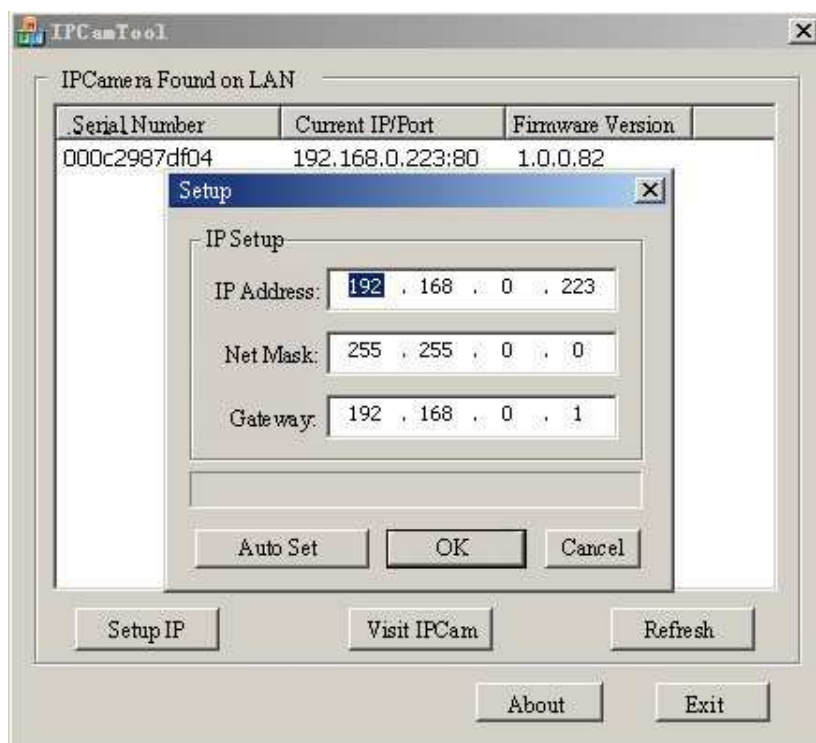 IPCamTool
IPCamera Found on LAN
Serial Number Current IP/Port Firmware Version
000c2987df04 192.168.0.223:80 1.0.0.82
Setup
IP Setup
IP Address: 192 . 168 . 0 . 223
Net Mask: 255 . 255 . 0 . 0
Gateway: 192 . 168 . 0 . 1
Auto Set OK Cancel
Setup IP Visit IPCam Refresh
About Exit